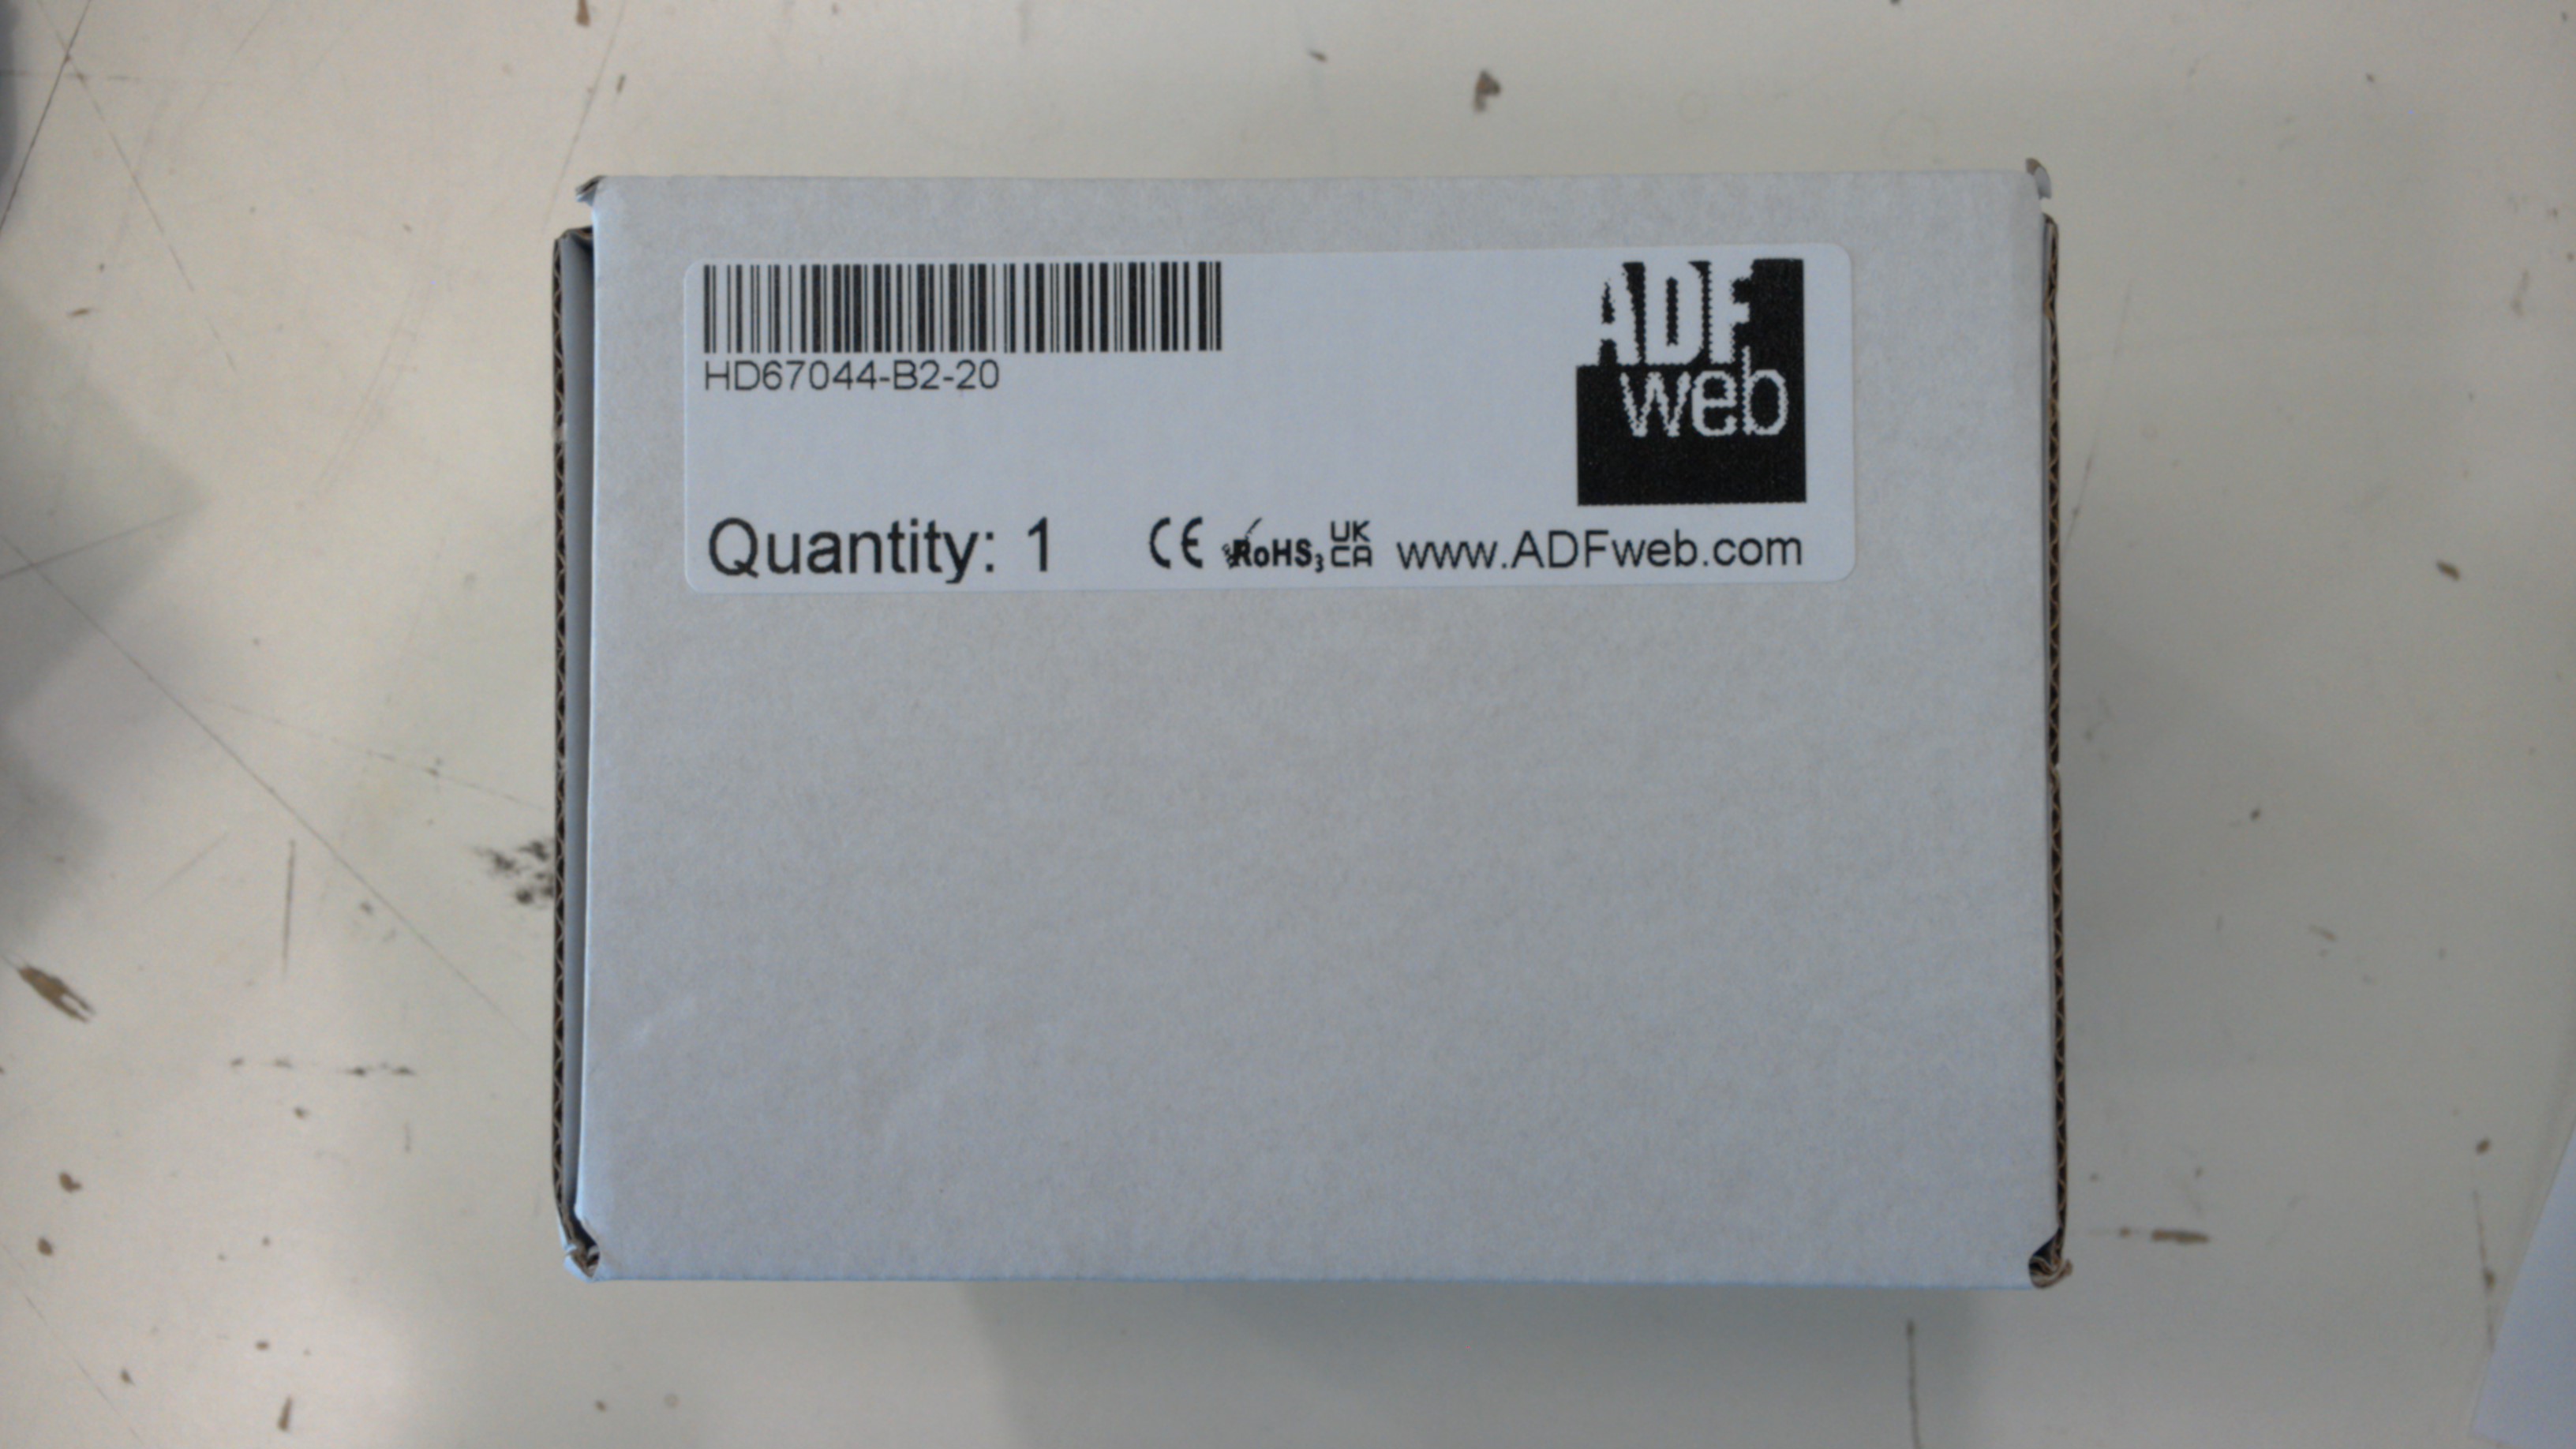 HD67044-B2-20
ADF
web
Quantity: 1 CE RoHS3 UK CA www.ADFweb.com